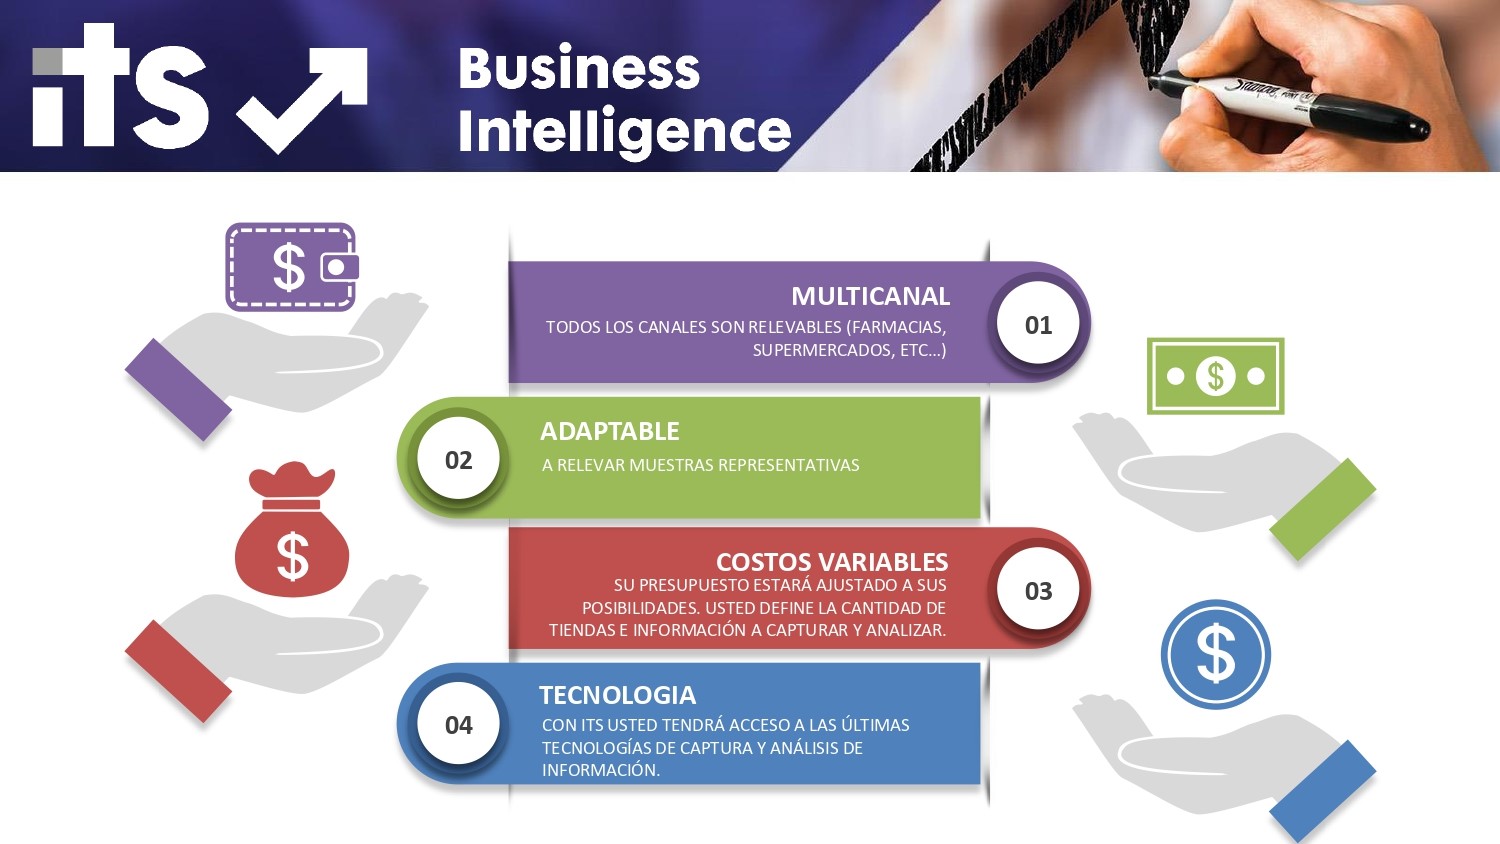 its
Business
Intelligence
$
MULTICANAL
TODOS LOS CANALES SON RELEVABLES (FARMACIAS,
SUPERMERCADOS, ETC...)
01
$
02
ADAPTABLE
A RELEVAR MUESTRAS REPRESENTATIVAS
$
COSTOS VARIABLES
SU PRESUPUESTO ESTARÁ AJUSTADO A SUS
POSIBILIDADES. USTED DEFINE LA CANTIDAD DE
TIENDAS E INFORMACIÓN A CAPTURAR Y ANALIZAR.
03
$
04
TECNOLOGIA
CON ITS USTED TENDRÁ ACCESO A LAS ÚLTIMAS
TECNOLOGÍAS DE CAPTURA Y ANÁLISIS DE
INFORMACIÓN.